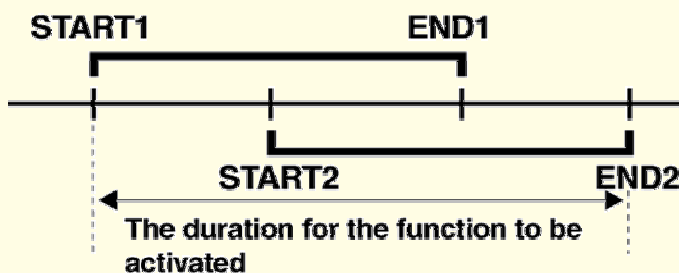 START1 END1
START2 END2
The duration for the function to be
activated